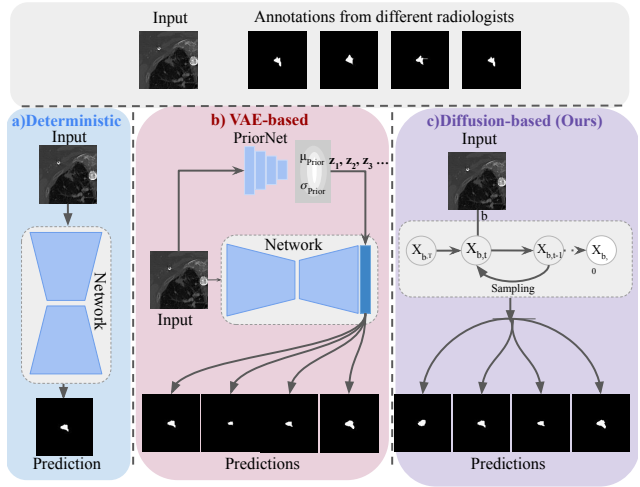 Input
Annotations from different radiologists
a)Deterministic
Input
Network
Prediction
b) VAE-based
PriorNet
μPrior
σPrior
z1, z2, z3 ...
Network
Input
Predictions
c)Diffusion-based (Ours)
Input
b
Xb,T
Xb,t
Xb,t-1
Xb,
0
Sampling
Predictions